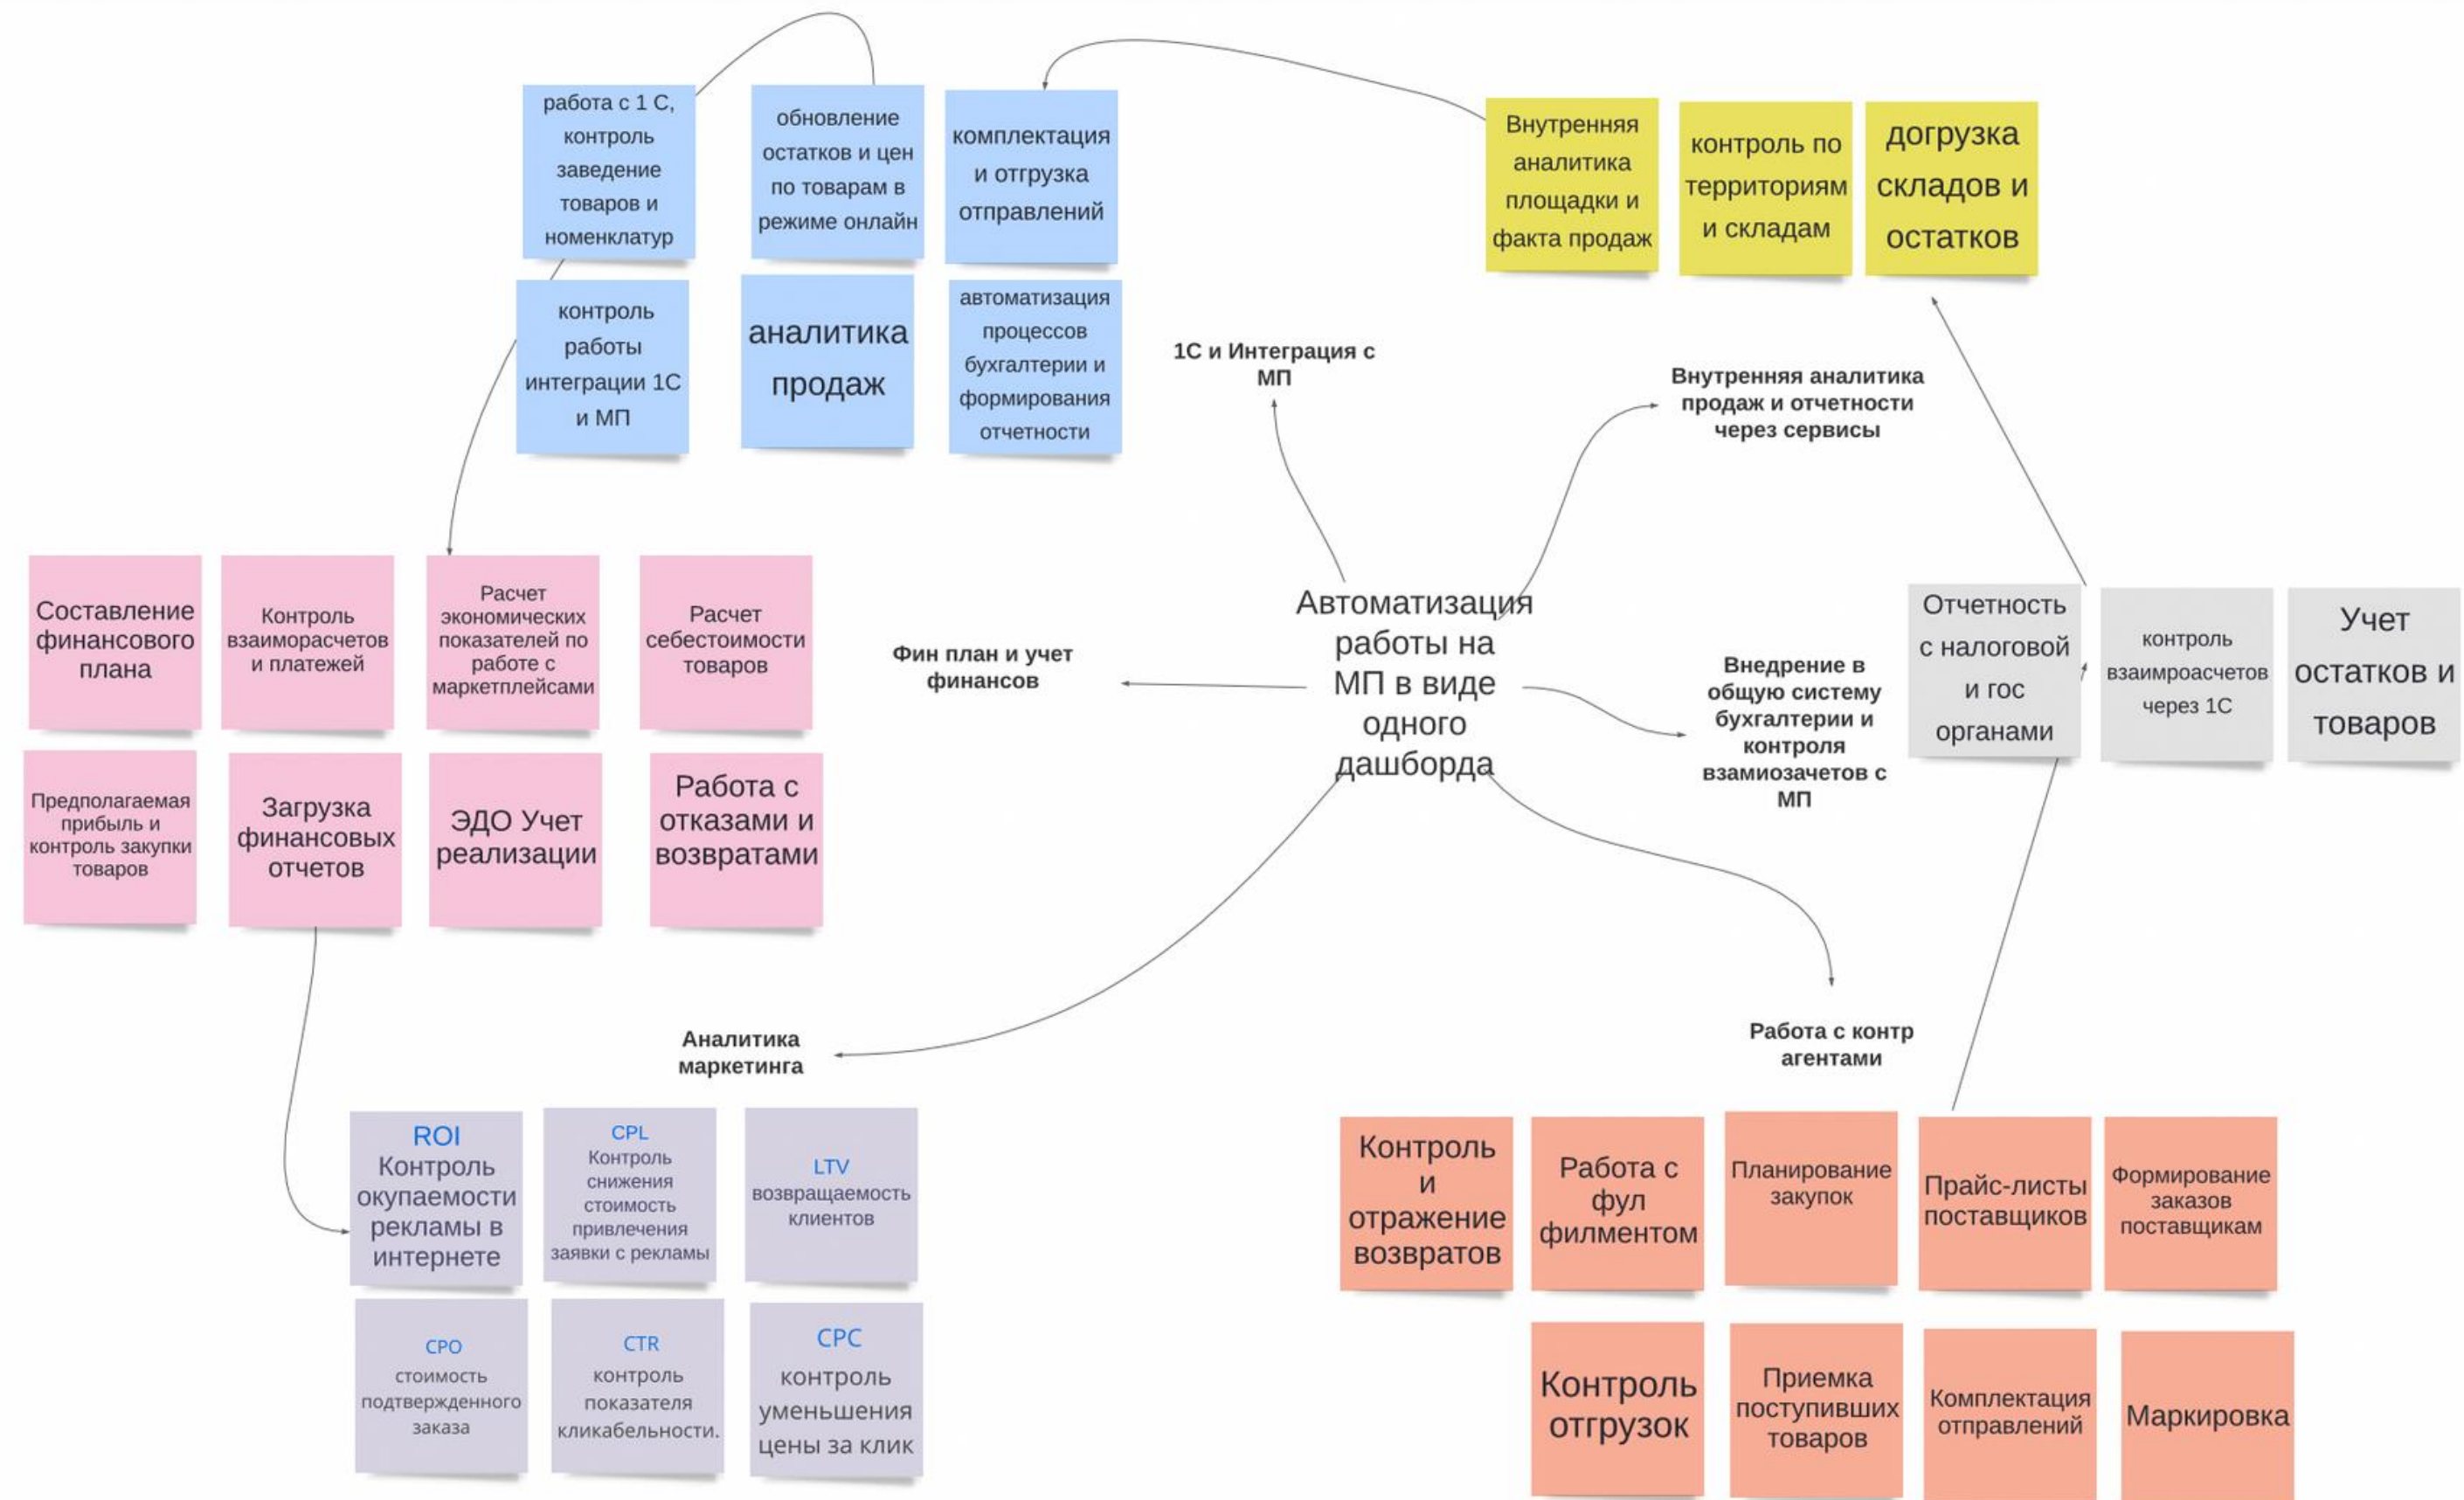 работа с 1 С,
контроль
заведение
товаров и
номенклатур
обновление
остатков и цен
по товарам в
режиме онлайн
комплектация
и отгрузка
отправлений
контроль
работы
интеграции 1С
и МП
аналитика
продаж
автоматизация
процессов
бухгалтерии и
формирования
отчетности
Внутренняя
аналитика
площадки и
факта продаж
контроль по
территориям
и складам
догрузка
складов и
остатков
1С и Интеграция с
МП
Внутренняя аналитика
продаж и отчетности
через сервисы
Составление
финансового
плана
Контроль
взаиморасчетов
и платежей
Расчет
экономических
показателей по
работе с
маркетплейсами
Расчет
себестоимости
товаров
Предполагаемая
прибыль и
контроль закупки
товаров
Загрузка
финансовых
отчетов
ЭДО Учет
реализации
Работа с
отказами и
возвратами
Фин план и учет
финансов
Автоматизация
работы на
МП в виде
одного
дашборда
Внедрение в
общую систему
бухгалтерии и
контроля
взамиозачетов с
МП
Отчетность
с налоговой
и гос
органами
контроль
взаимроасчетов
через 1С
Учет
остатков и
товаров
Аналитика
маркетинга
ROI
Контроль
окупаемости
рекламы в
интернете
CPL
Контроль
снижения
стоимость
привлечения
заявки с рекламы
LTV
возвращаемость
клиентов
CPO
стоимость
подтвержденного
заказа
CTR
контроль
показателя
кликабельности.
CPC
контроль
уменьшения
цены за клик
Работа с контр
агентами
Контроль
и
отражение
возвратов
Работа с
фул
филментом
Планирование
закупок
Прайс-листы
поставщиков
Формирование
заказов
поставщикам
Контроль
отгрузок
Приемка
поступивших
товаров
Комплектация
отправлений
Маркировка